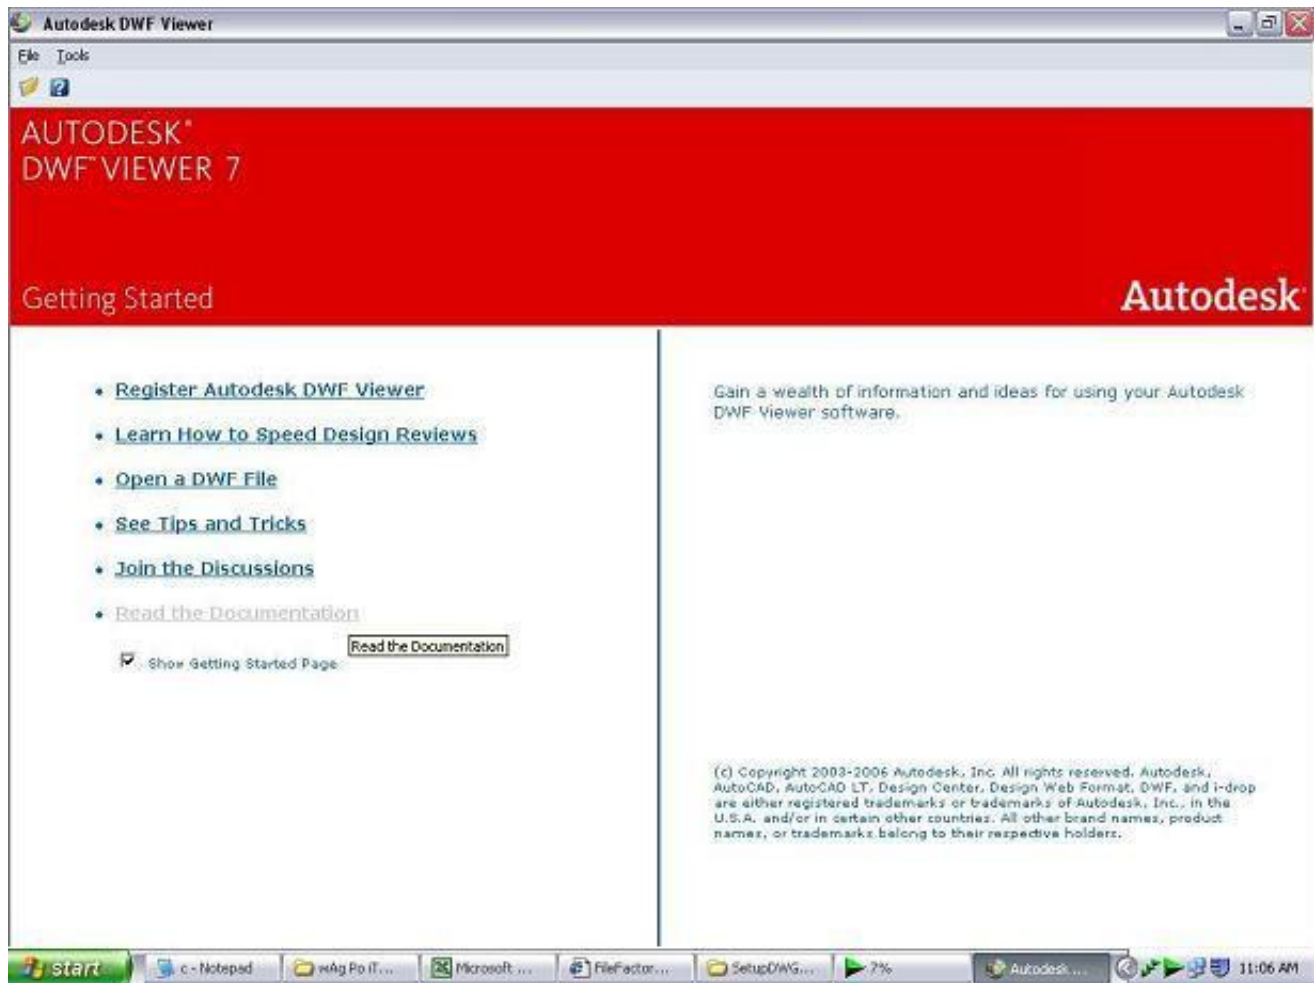 Autodesk DWF Viewer
File Tools
AUTODESK®
DWF™ VIEWER 7
Getting Started
Autodesk®
• Register Autodesk DWF Viewer
• Learn How to Speed Design Reviews
• Open a DWF File
• See Tips and Tricks
• Join the Discussions
• Read the Documentation
Read the Documentation
Show Getting Started Page
Gain a wealth of information and ideas for using your Autodesk
DWF Viewer software.
(c) Copyright 2003-2006 Autodesk, Inc. All rights reserved. Autodesk,
AutoCAD, AutoCAD LT, Design Center, Design Web Format, DWF, and i-drop
are either registered trademarks or trademarks of Autodesk, Inc., in the
U.S.A. and/or in certain other countries. All other brand names, product
names, or trademarks belong to their respective holders.
start c - Notepad wAg Po iT... Microsoft ... FileFactor... SetupDWG... 7% Autodesk ... 11:06 AM